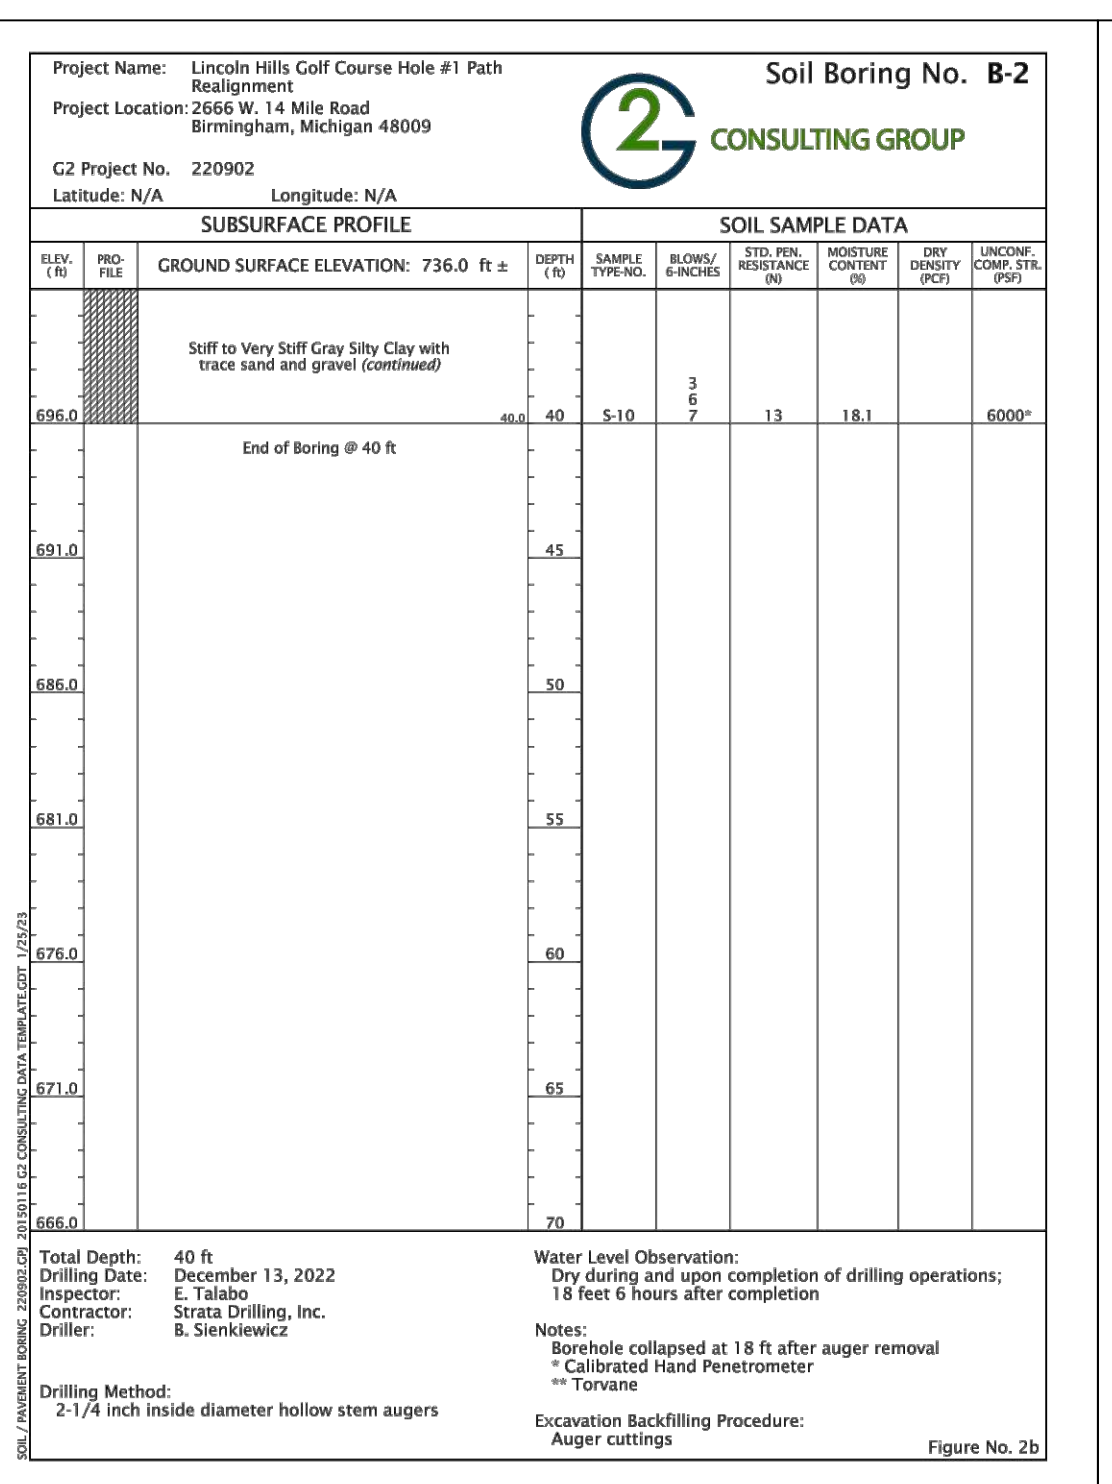 Project Name: Lincoln Hills Golf Course Hole #1 Path
Realignment
Project Location: 2666 W. 14 Mile Road
Birmingham, Michigan 48009
G2 Project No. 220902
Latitude: N/A Longitude: N/A
Soil Boring No. B-2
G2 CONSULTING GROUP
SUBSURFACE PROFILE
SOIL SAMPLE DATA
ELEV. (ft) PRO-FILE GROUND SURFACE ELEVATION: 736.0 ft ± DEPTH (ft) SAMPLE TYPE-NO. BLOWS/ 6-INCHES STD. PEN. RESISTANCE (N) MOISTURE CONTENT (%) DRY DENSITY (PCF) UNCONF. COMP. STR. (PSF)
Stiff to Very Stiff Gray Silty Clay with
trace sand and gravel (continued)
3
6
696.0 40.0 40 S-10 7 13 18.1 6000*
End of Boring @ 40 ft
691.0 45
686.0 50
681.0 55
676.0 60
671.0 65
666.0 70
Total Depth: 40 ft
Drilling Date: December 13, 2022
Inspector: E. Talabo
Contractor: Strata Drilling, Inc.
Driller: B. Sienkiewicz
Drilling Method:
2-1/4 inch inside diameter hollow stem augers
Water Level Observation:
Dry during and upon completion of drilling operations;
18 feet 6 hours after completion
Notes:
Borehole collapsed at 18 ft after auger removal
* Calibrated Hand Penetrometer
** Torvane
Excavation Backfilling Procedure:
Auger cuttings
Figure No. 2b
SOIL / PAVEMENT BORING 220902.GPJ 20150116 G2 CONSULTING DATA TEMPLATE.GDT 1/25/23